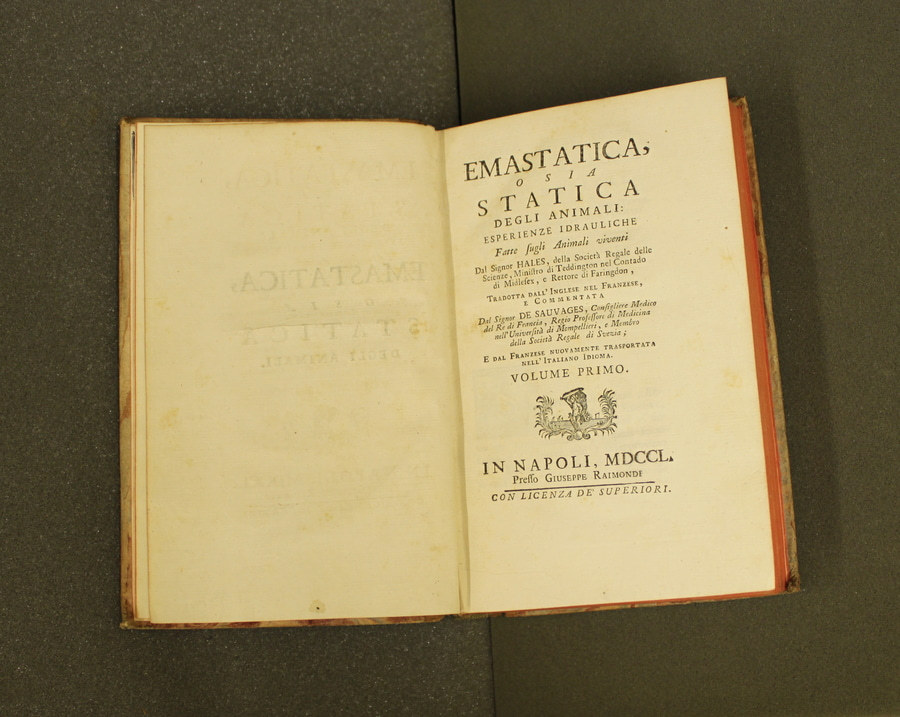 EMASTATICA,
O SIA
STATICA
DEGLI ANIMALI:
ESPERIENZE IDRAULICHE
Fatte sugli Animali viventi
Dal Signor HALES, della Società Regale delle
Scienze, Ministro di Teddington nel Contado
di Midlesex, e Rettore di Faringdon,
TRADOTTA DALL'INGLESE NEL FRANZESE,
E COMMENTATA
Dal Signor DE SAUVAGES, Consigliere Medico
del Re di Francia, Regio Professore di Medicina
nell'Università di Mompellieri, e Membro
della Società Regale di Svezia;
E DAL FRANZESE NUOVAMENTE TRASPORTATA
NELL'ITALIANO IDIOMA.
VOLUME PRIMO.
IN NAPOLI, MDCCL.
Presso GIUSEPPE RAIMONDI
CON LICENZA DE' SUPERIORI.